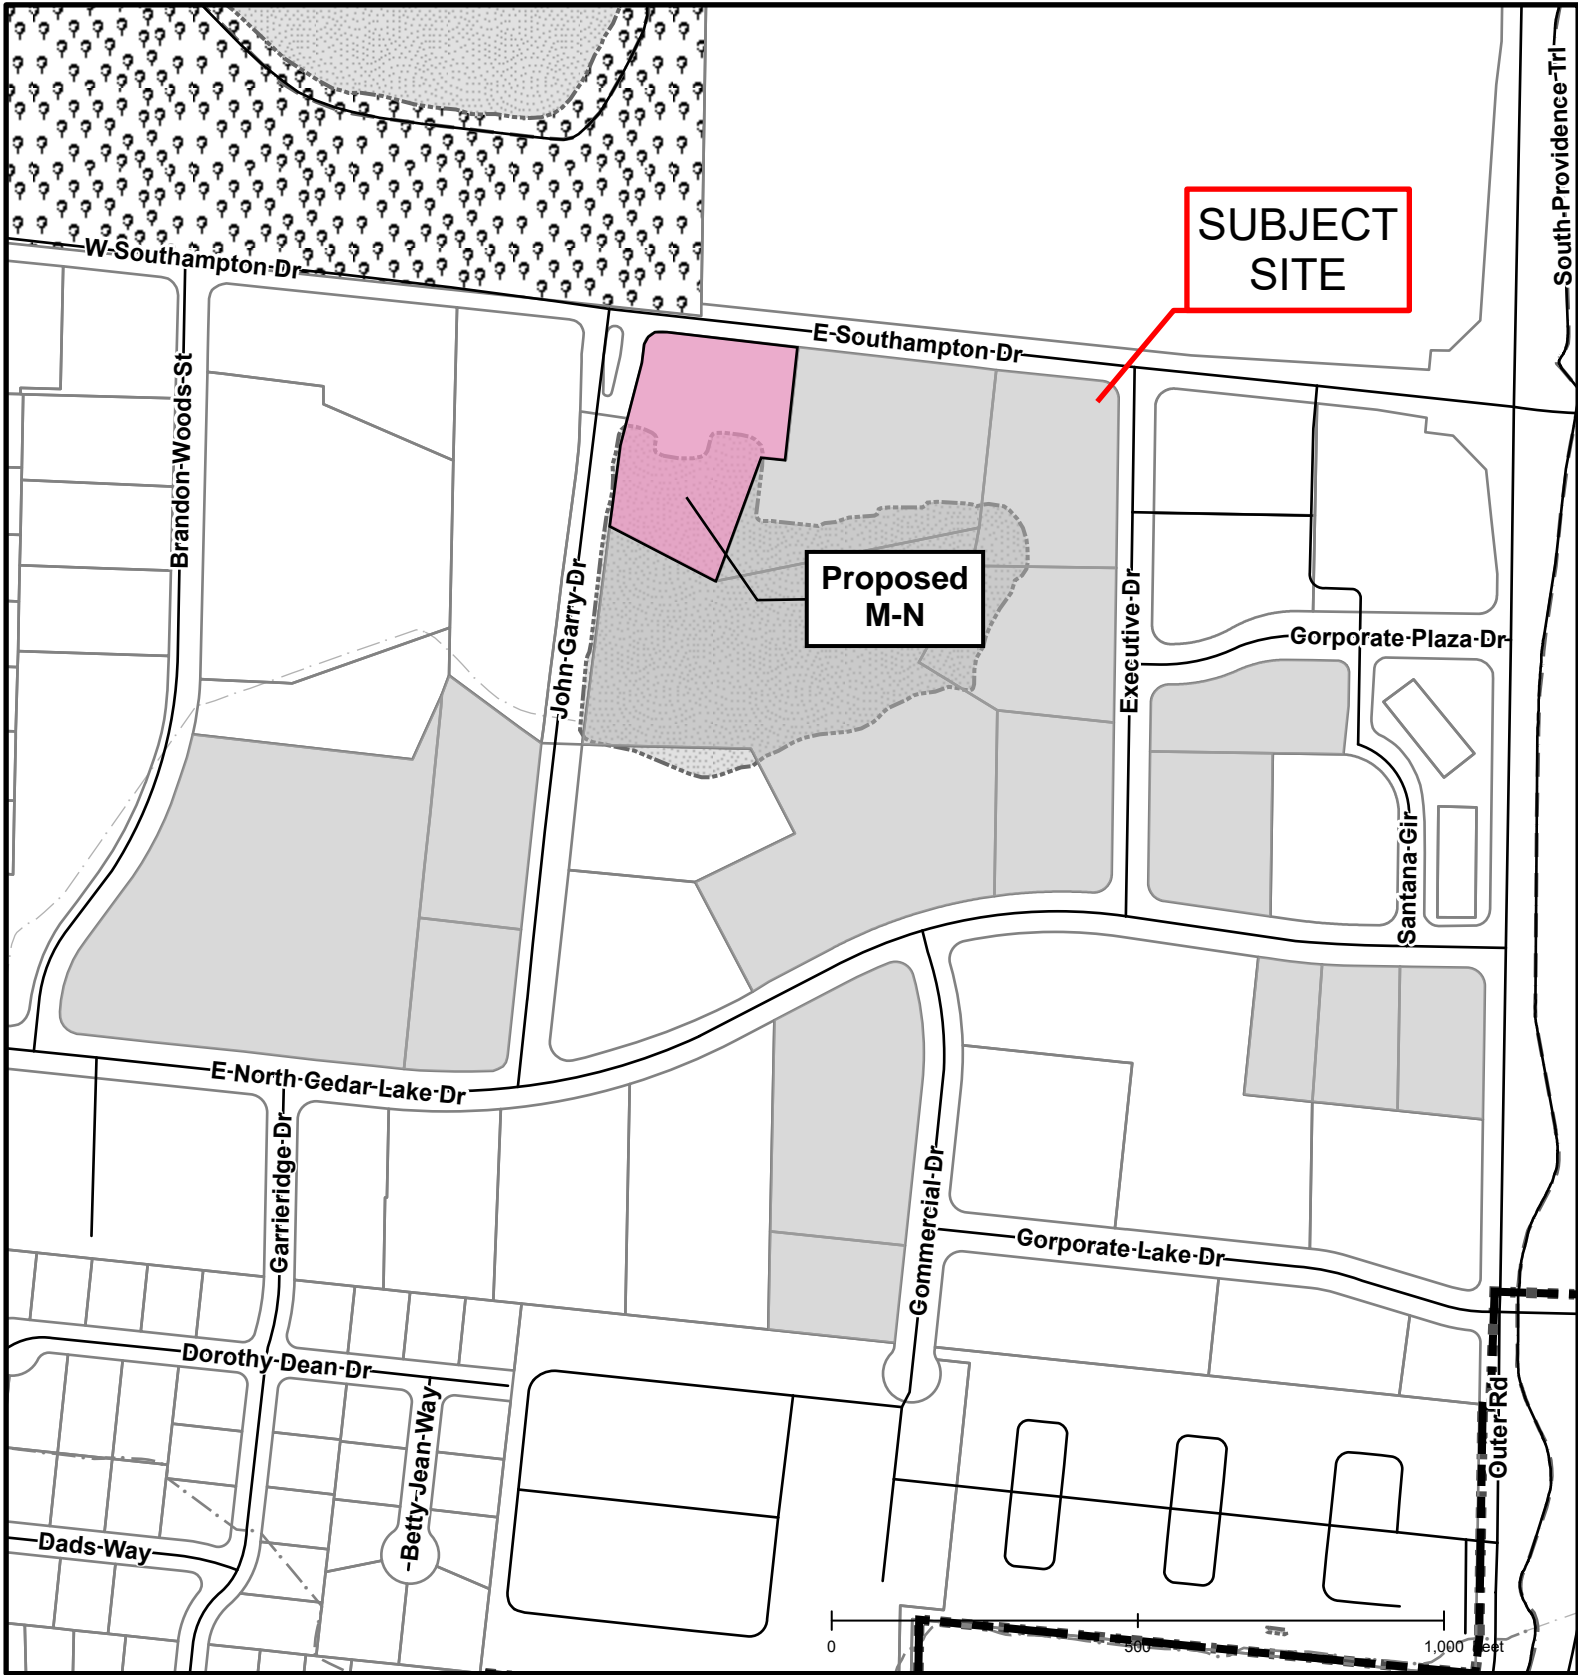 South-Providence-Trl
SUBJECT
SITE
W-Southampton-Dr
E-Southampton-Dr
Brandon-Woods-St
John-Garry-Dr
Proposed
M-N
Executive-Dr
Gorporate-Plaza-Dr
Santana-Gir
E-North-Gedar-Lake-Dr
Garrieridge-Dr
Gommercial-Dr
Gorporate-Lake-Dr
Dorothy-Dean-Dr
Betty-Jean-Way
Outer-Rd
Dads-Way
0 500 1,000